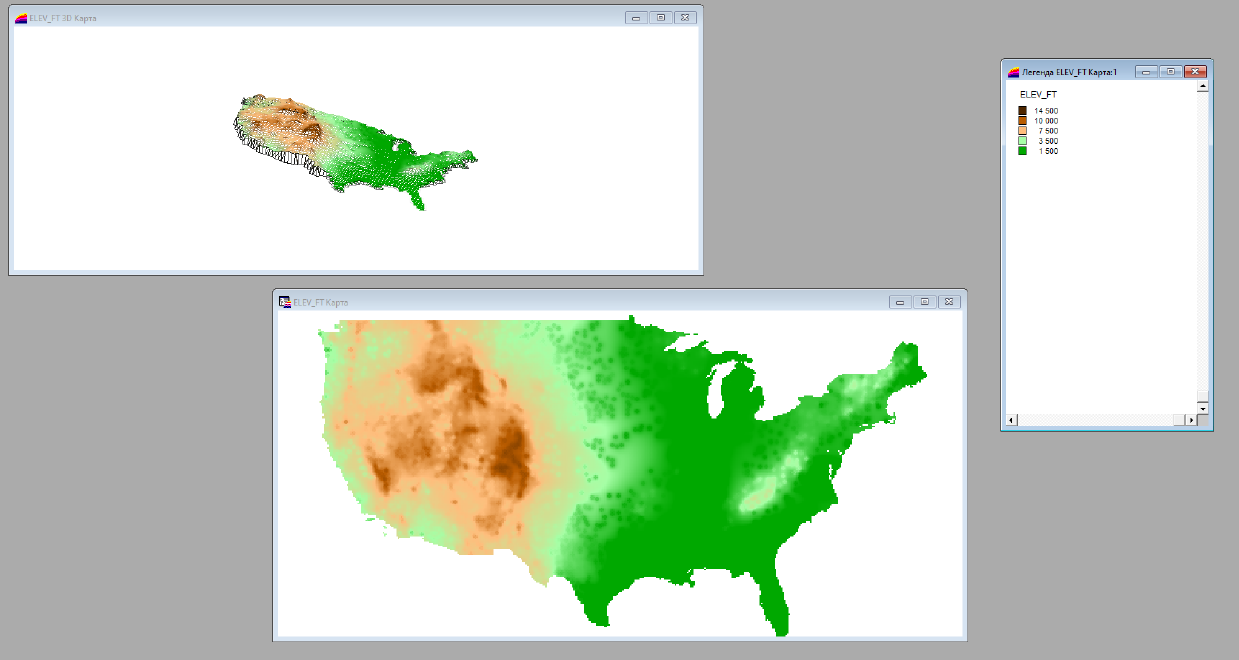 ELEV_FT 3D Карта
Легенда ELEV_FT Карта:1
ELEV_FT
14 500
10 000
7 500
3 500
1 500
ELEV_FT Карта